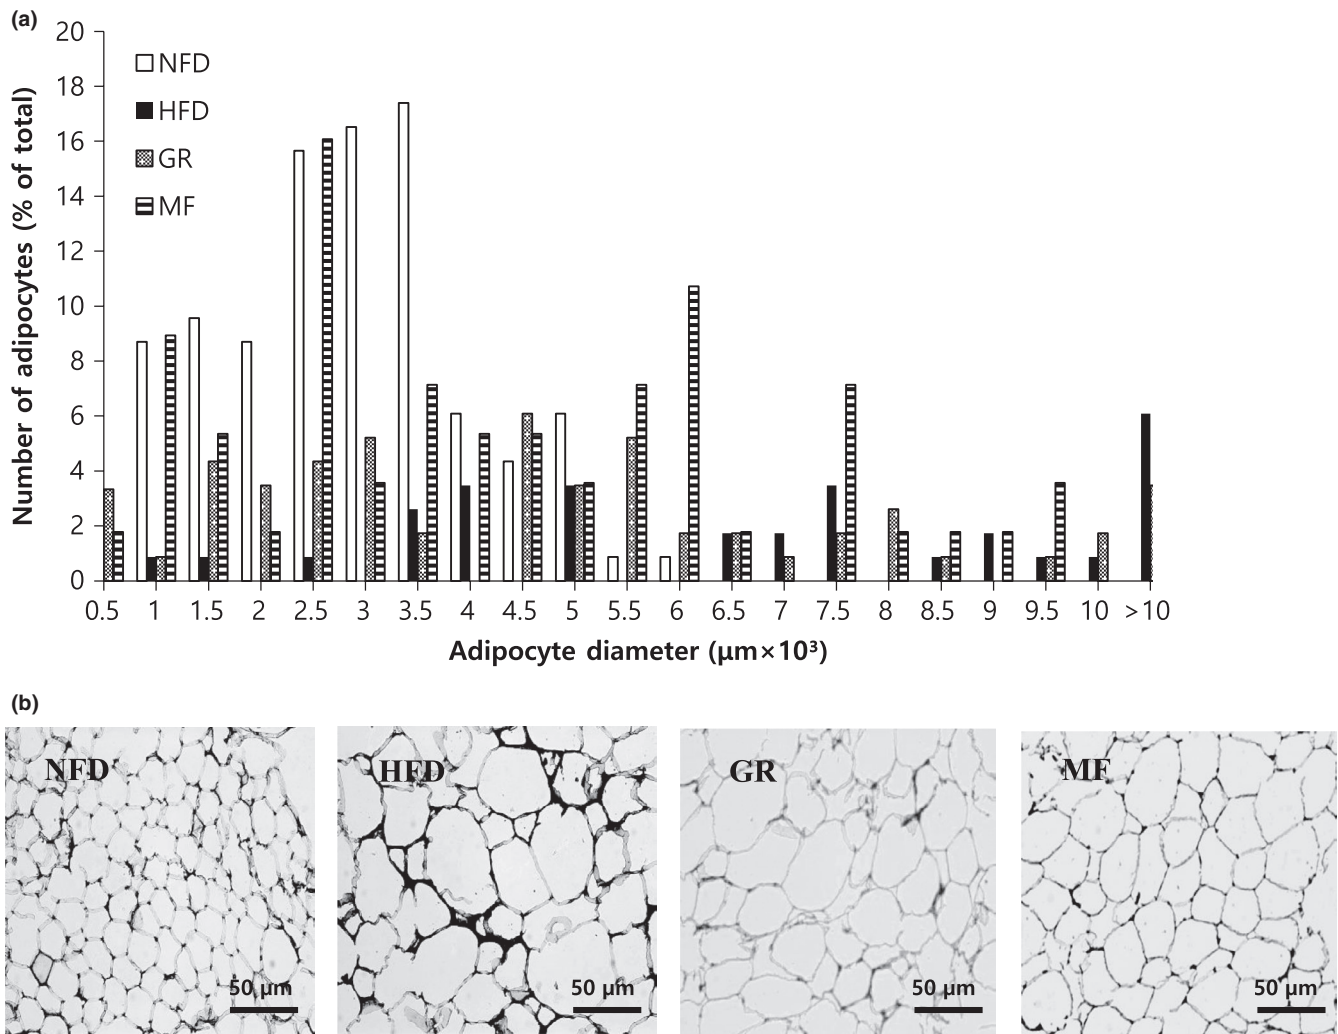 (a)
20
18
16
14
12
10
8
6
4
2
0
Number of adipocytes (% of total)
NFD
HFD
GR
MF
0.5 1 1.5 2 2.5 3 3.5 4 4.5 5 5.5 6 6.5 7 7.5 8 8.5 9 9.5 10 >10
Adipocyte diameter (µm×10³)
(b)
NFD HFD GR MF
50 µm 50 µm 50 µm 50 µm